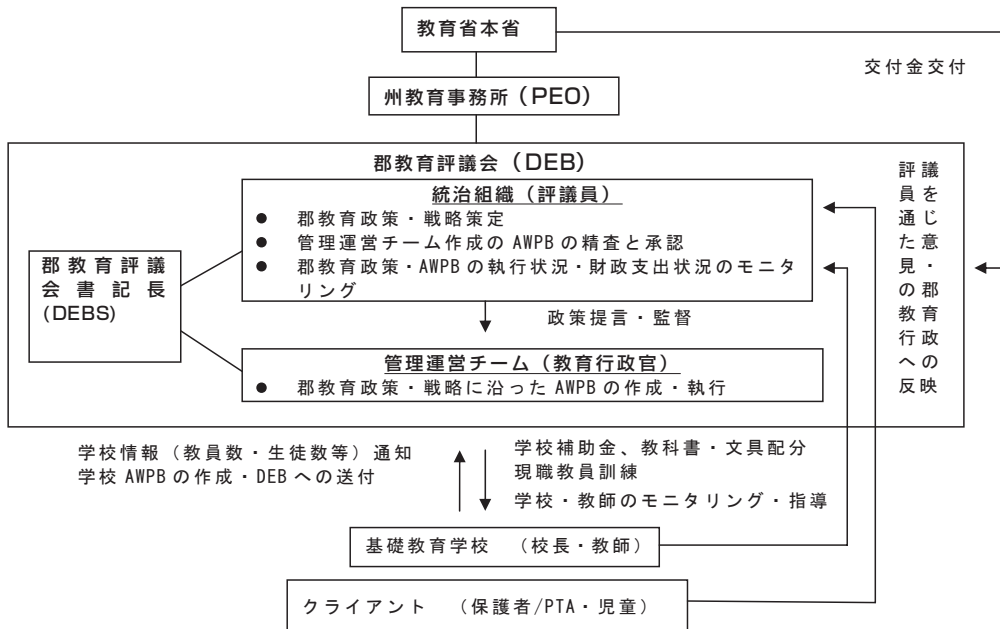 教育省本省
交付金交付
州教育事務所（PEO）
郡教育評議会（DEB）
統治組織（評議員）
● 郡教育政策・戦略策定
● 管理運営チーム作成の AWPB の精査と承認
● 郡教育政策・AWPB の執行状況・財政支出状況のモニタ
リング
郡教育評議
会書記長
(DEBS)
政策提言・監督
管理運営チーム（教育行政官）
● 郡教育政策・戦略に沿った AWPB の作成・執行
評議員を通じた意見・郡教育行政への反映
学校情報（教員数・生徒数等）通知
学校 AWPB の作成・DEB への送付
学校補助金、教科書・文具配分
現職教員訓練
学校・教師のモニタリング・指導
基礎教育学校　（校長・教師）
クライアント　（保護者/PTA・児童）